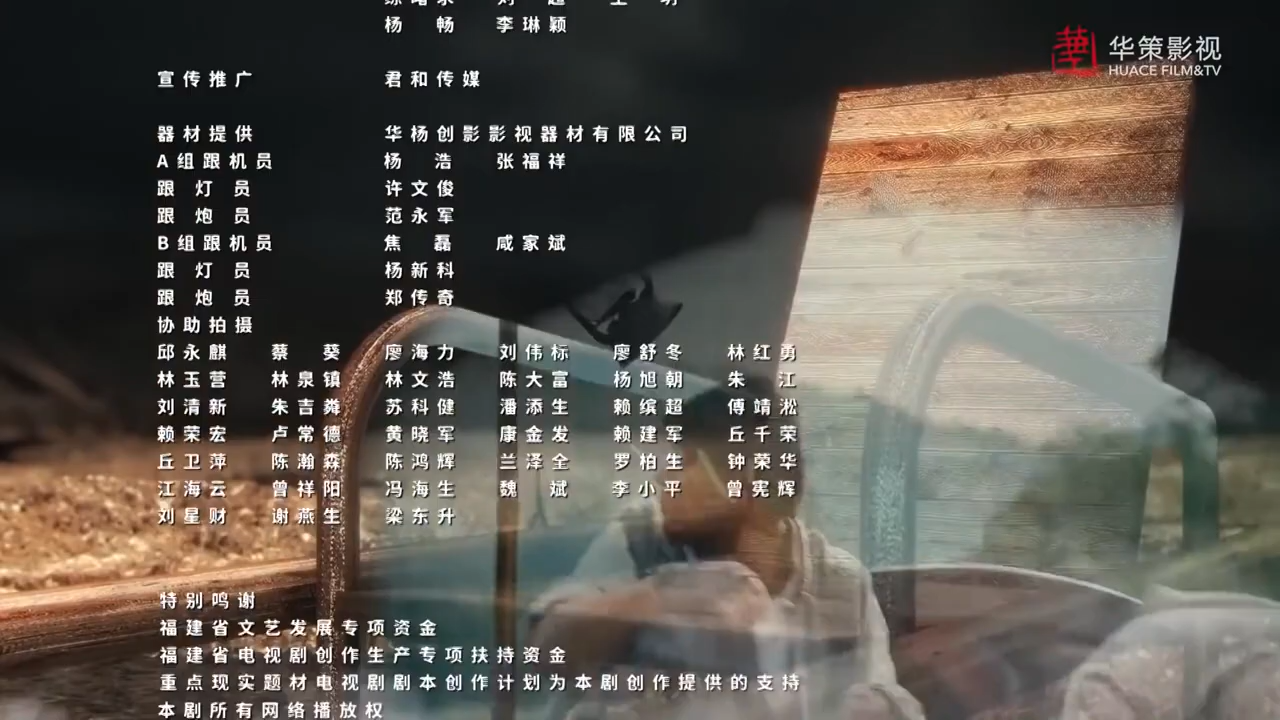 杨 畅 李琳颖
华策影视
HUACE FILM&TV
宣传推广 君和传媒
器材提供 华杨创影影视器材有限公司
A组跟机员 杨 浩 张福祥
跟 灯 员 许文俊
跟 炮 员 范永军
B组跟机员 焦 磊 咸家斌
跟 灯 员 杨新科
跟 炮 员 郑传奇
协助拍摄
邱永麒 蔡 葵 廖海力 刘伟标 廖舒冬 林红勇
林玉营 林泉镇 林文浩 陈大富 杨旭朝 朱 江
刘清新 朱吉粦 苏科健 潘添生 赖缤超 傅靖淞
赖荣宏 卢常德 黄晓军 康金发 赖建军 丘千荣
丘卫萍 陈瀚森 陈鸿辉 兰泽全 罗柏生 钟荣华
江海云 曾祥阳 冯海生 魏 斌 李小平 曾宪辉
刘星财 谢燕生 梁东升
特别鸣谢
福建省文艺发展专项资金
福建省电视剧创作生产专项扶持资金
重点现实题材电视剧剧本创作计划为本剧创作提供的支持
本剧所有网络播放权